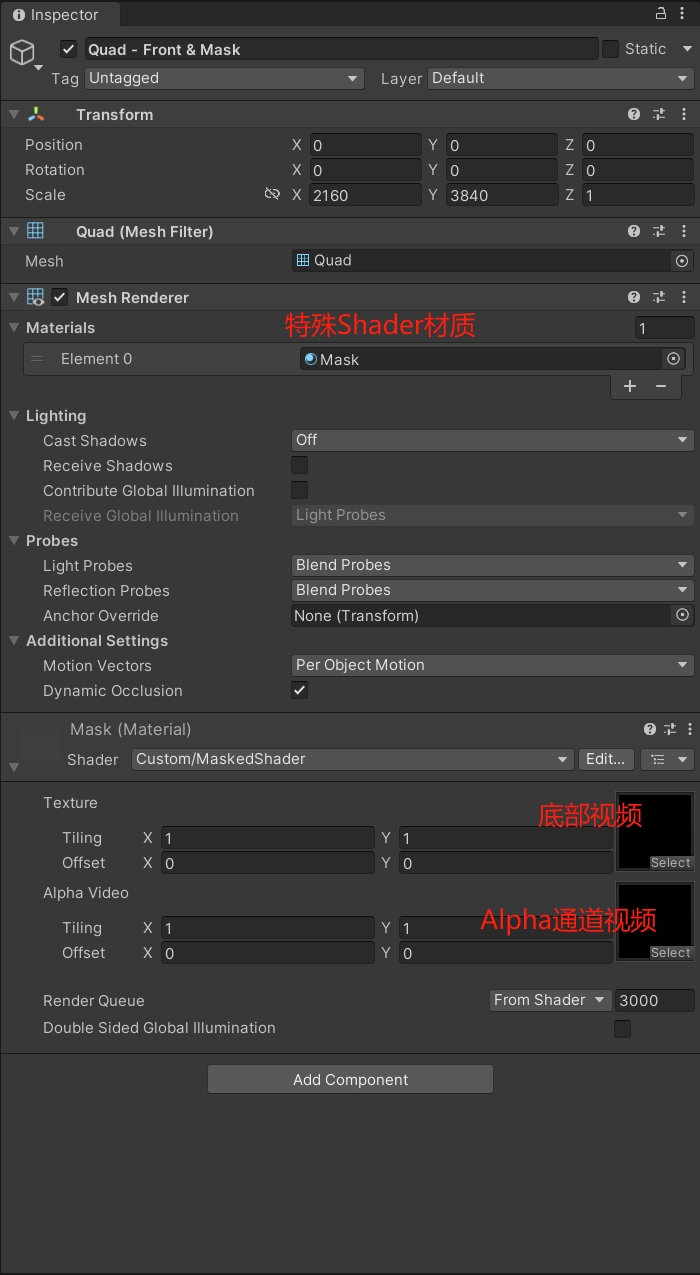 Inspector
Quad - Front & Mask
Static
Tag Untagged Layer Default
Transform
Position X 0 Y 0 Z 0
Rotation X 0 Y 0 Z 0
Scale X 2160 Y 3840 Z 1
Quad (Mesh Filter)
Mesh Quad
Mesh Renderer
Materials 特殊Shader材质 1
Element 0 Mask
Lighting
Cast Shadows Off
Receive Shadows
Contribute Global Illumination
Receive Global Illumination Light Probes
Probes
Light Probes Blend Probes
Reflection Probes Blend Probes
Anchor Override None (Transform)
Additional Settings
Motion Vectors Per Object Motion
Dynamic Occlusion
Mask (Material)
Shader Custom/MaskedShader Edit...
Texture
底部视频
Tiling X 1 Y 1
Offset X 0 Y 0 Select
Alpha Video
Alpha通道视频
Tiling X 1 Y 1
Offset X 0 Y 0 Select
Render Queue From Shader 3000
Double Sided Global Illumination
Add Component